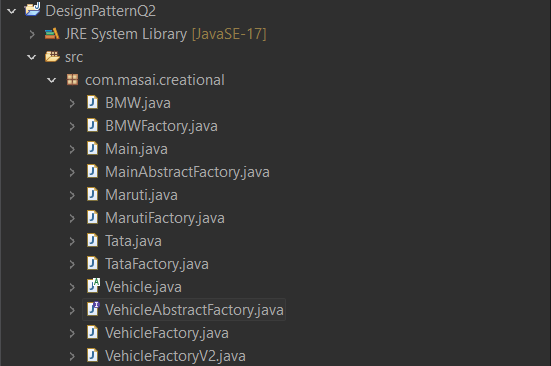 DesignPatternQ2
JRE System Library [JavaSE-17]
src
com.masai.creational
BMW.java
BMWFactory.java
Main.java
MainAbstractFactory.java
Maruti.java
MarutiFactory.java
Tata.java
TataFactory.java
Vehicle.java
VehicleAbstractFactory.java
VehicleFactory.java
VehicleFactoryV2.java